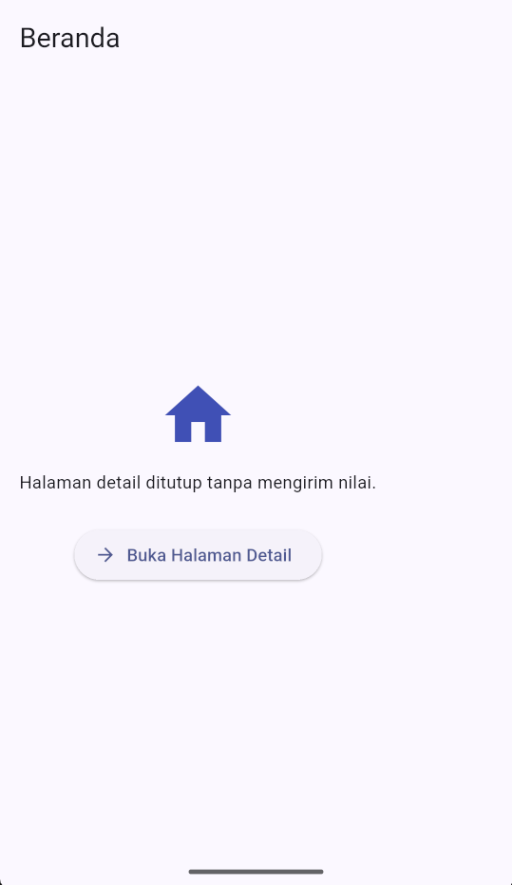 Beranda
Halaman detail ditutup tanpa mengirim nilai.
Buka Halaman Detail